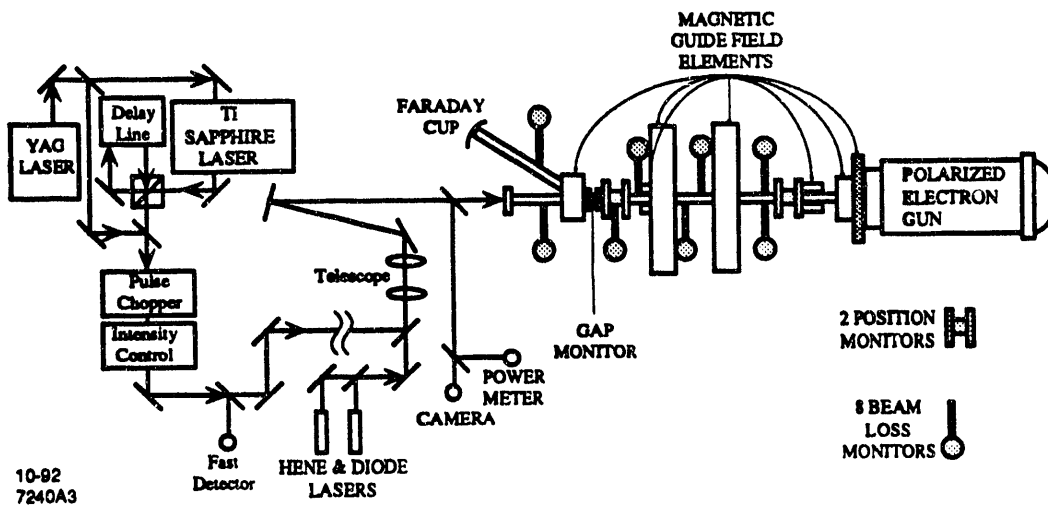 MAGNETIC
GUIDE FIELD
ELEMENTS
FARADAY
CUP
YAG
LASER
Delay
Line
TI
SAPPHIRE
LASER
POLARIZED
ELECTRON
GUN
Pulse
Chopper
Intensity
Control
Telescope
GAP
MONITOR
POWER
METER
CAMERA
HENE & DIODE
LASERS
Fast
Detector
2 POSITION
MONITORS
8 BEAM
LOSS
MONITORS
10-92
7240A3